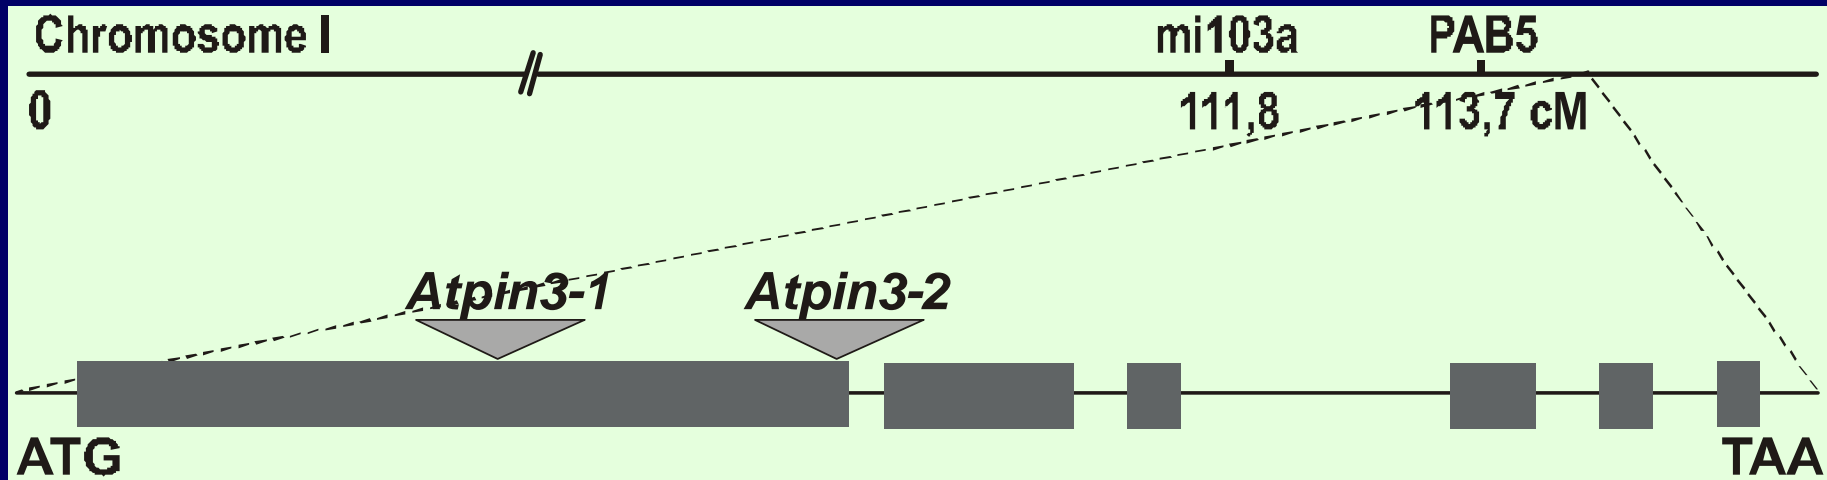 Chromosome I mi103a PAB5
0 111,8 113,7 cM
Atpin3-1 Atpin3-2
ATG TAA